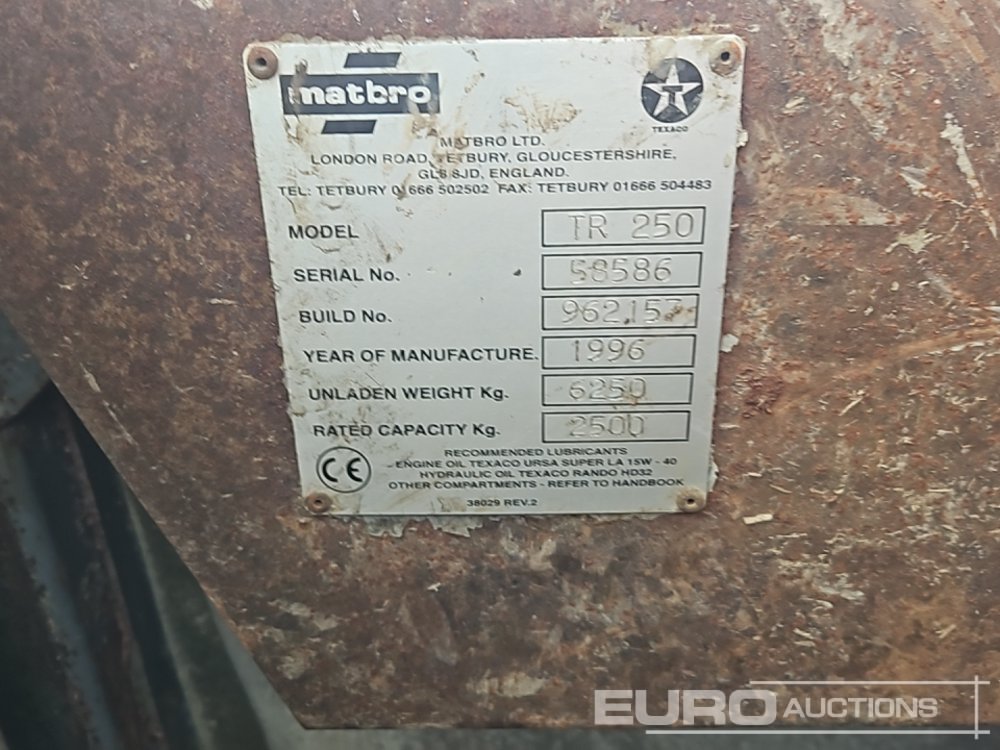 matbro
TEXACO
MATBRO LTD.
LONDON ROAD, TETBURY, GLOUCESTERSHIRE,
GL8 8JD, ENGLAND.
TEL: TETBURY 01666 502502 FAX: TETBURY 01666 504483
MODEL TR 250
SERIAL No. 58586
BUILD No. 962157
YEAR OF MANUFACTURE. 1996
UNLADEN WEIGHT Kg. 6250
RATED CAPACITY Kg. 2500
RECOMMENDED LUBRICANTS
ENGINE OIL TEXACO URSA SUPER LA 15W - 40
HYDRAULIC OIL TEXACO RANDO HD32
OTHER COMPARTMENTS - REFER TO HANDBOOK
CE
38029 REV.2
EURO AUCTIONS